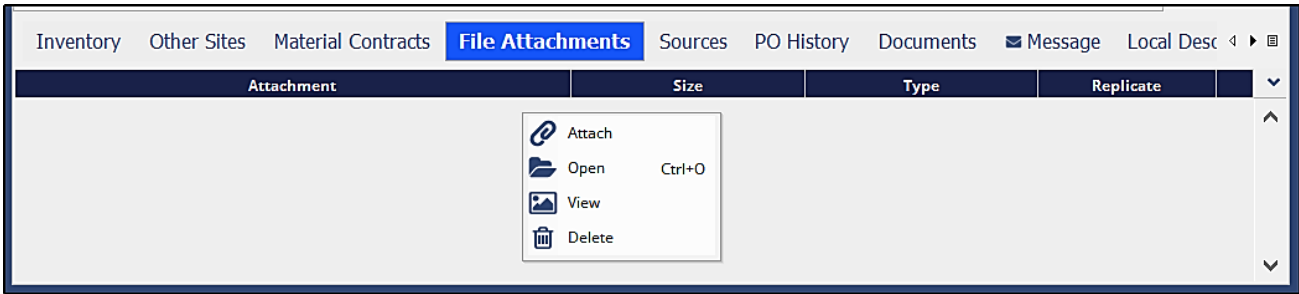 Inventory Other Sites Material Contracts File Attachments Sources PO History Documents Message Local Desc
Attachment Size Type Replicate
Attach
Open Ctrl+O
View
Delete